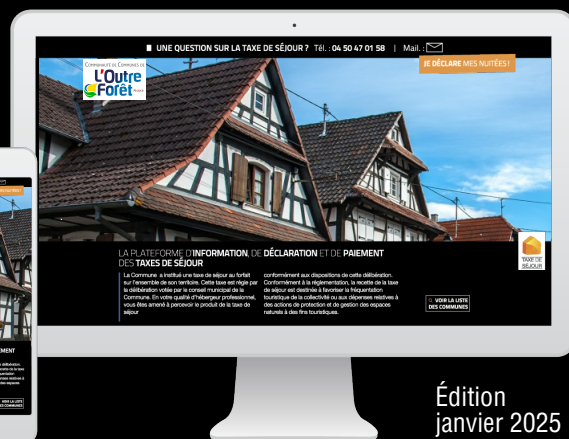 UNE QUESTION SUR LA TAXE DE SÉJOUR ? Tél. : 04 50 47 01 58 | Mail. :
JE DÉCLARE MES NUITÉES !
COMMUNAUTÉ DE COMMUNES DE
L'Outre
Forêt
LA PLATEFORME D'INFORMATION, DE DÉCLARATION ET DE PAIEMENT
DES TAXES DE SÉJOUR
La Commune a institué une taxe de séjour au forfait
sur l'ensemble de son territoire. Cette taxe est régie par
la délibération votée par le conseil municipal de la
Commune. En votre qualité d'hébergeur professionnel,
vous êtes amené à percevoir le produit de la taxe de
séjour
conformément aux dispositions de cette délibération.
Conformément à la réglementation, la recette de la taxe
de séjour est destinée à favoriser la fréquentation
touristique de la collectivité ou aux dépenses relatives à
des actions de protection et de gestion des espaces
naturels à des fins touristiques.
TAXE DE
SÉJOUR
VOIR LA LISTE
DES COMMUNES
VOIR LA LISTE
DES COMMUNES
Édition
janvier 2025